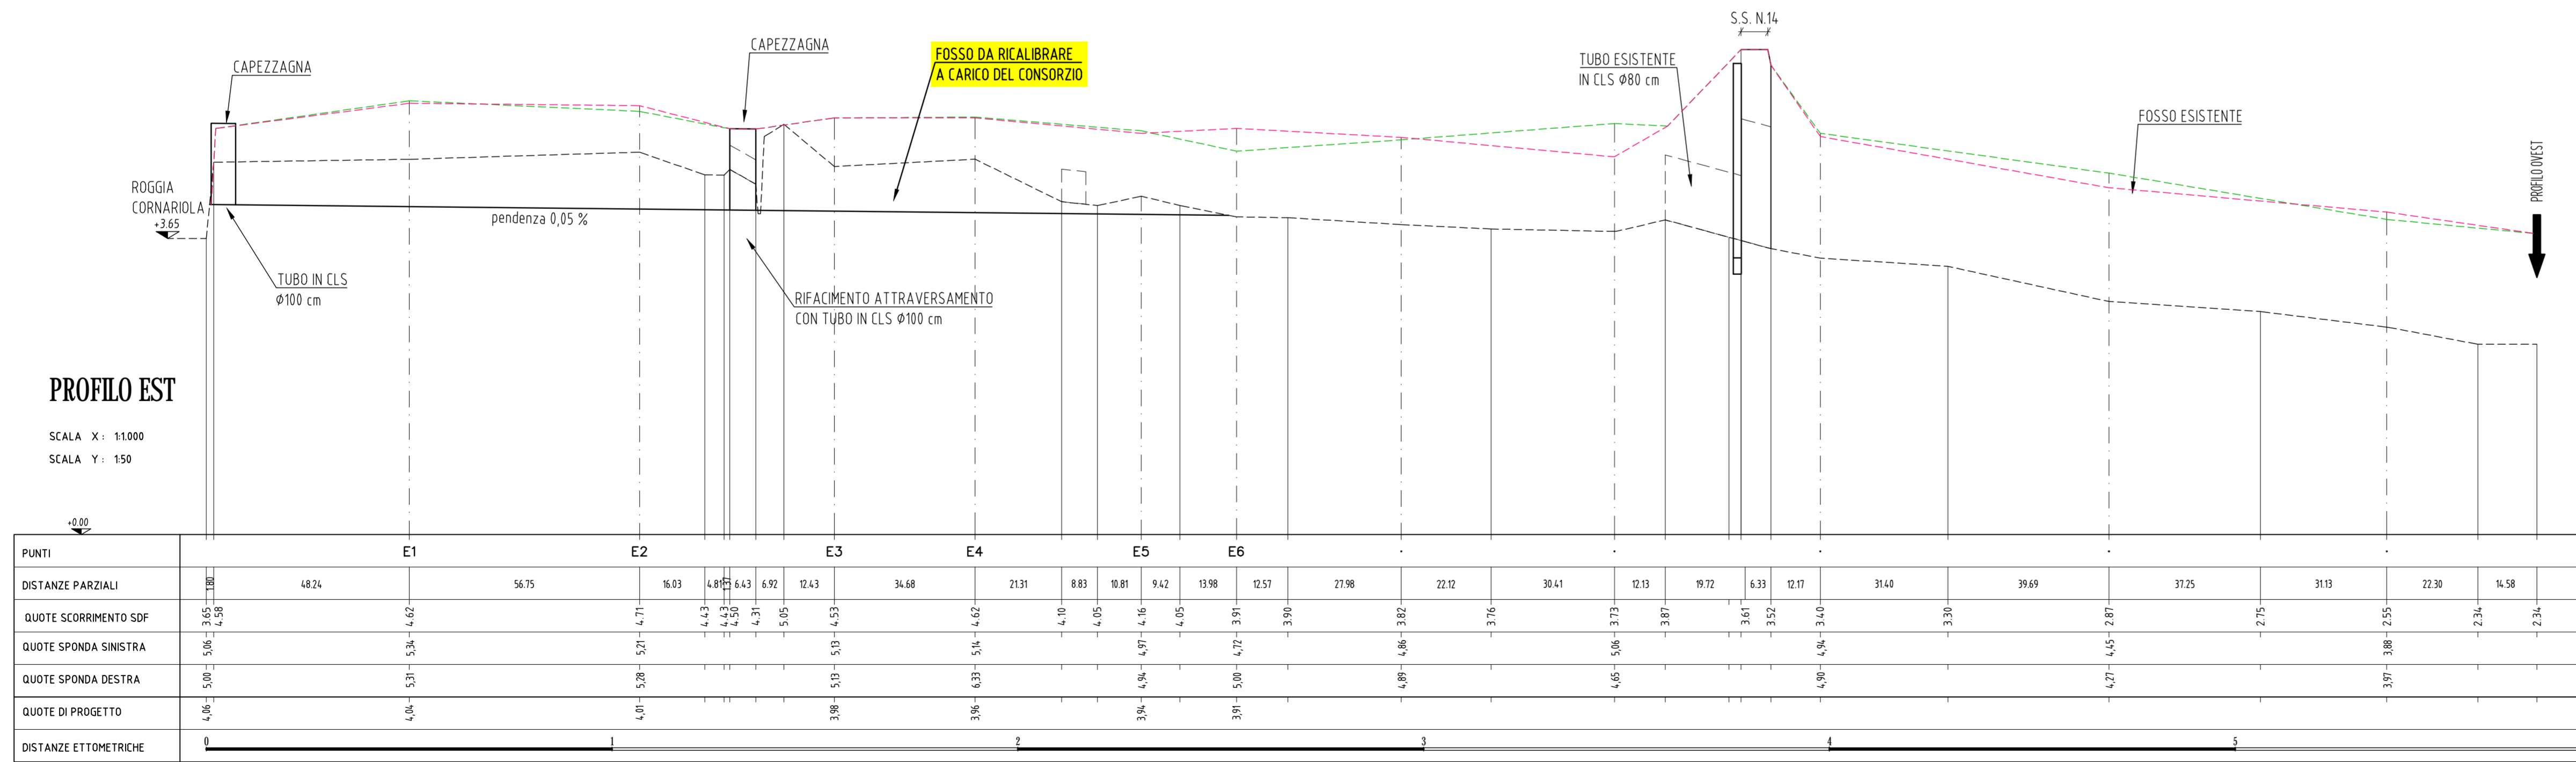 S.S. N.14
CAPEZZAGNA
CAPEZZAGNA
FOSSO DA RICALIBRARE
A CARICO DEL CONSORZIO
TUBO ESISTENTE
IN CLS Ø80 cm
FOSSO ESISTENTE
PROFILO OVEST
ROGGIA
CORNARIOLA
+3.65
pendenza 0,05 %
TUBO IN CLS
Ø100 cm
RIFACIMENTO ATTRAVERSAMENTO
CON TUBO IN CLS Ø100 cm
PROFILO EST
SCALA X: 1:1.000
SCALA Y: 1:50
+0.00
PUNTI E1 E2 E3 E4 E5 E6 . . . . .
DISTANZE PARZIALI 1.80 48.24 56.75 16.03 4.81 1.37 6.43 6.92 12.43 34.68 21.31 8.83 10.81 9.42 13.98 12.57 27.98 22.12 30.41 12.13 19.72 6.33 12.17 31.40 39.69 37.25 31.13 22.30 14.58
QUOTE SCORRIMENTO SDF 3.65 4.58 4.62 4.71 4.43 4.43 4.50 4.31 5.05 4.53 4.62 4.10 4.05 4.16 4.05 3.91 3.90 3.82 3.76 3.73 3.87 3.61 3.52 3.40 3.30 2.87 2.75 2.55 2.34 2.34
QUOTE SPONDA SINISTRA 5,06 5,34 5,21 5,13 5,14 4,97 4,72 4,86 5,06 4,94 4,45 3,88
QUOTE SPONDA DESTRA 5,00 5,31 5,28 5,13 6,33 4,94 5,00 4,89 4,65 4,90 4,27 3,97
QUOTE DI PROGETTO 4,06 4,04 4,01 3,98 3,96 3,94 3,91
DISTANZE ETTOMETRICHE 0 1 2 3 4 5